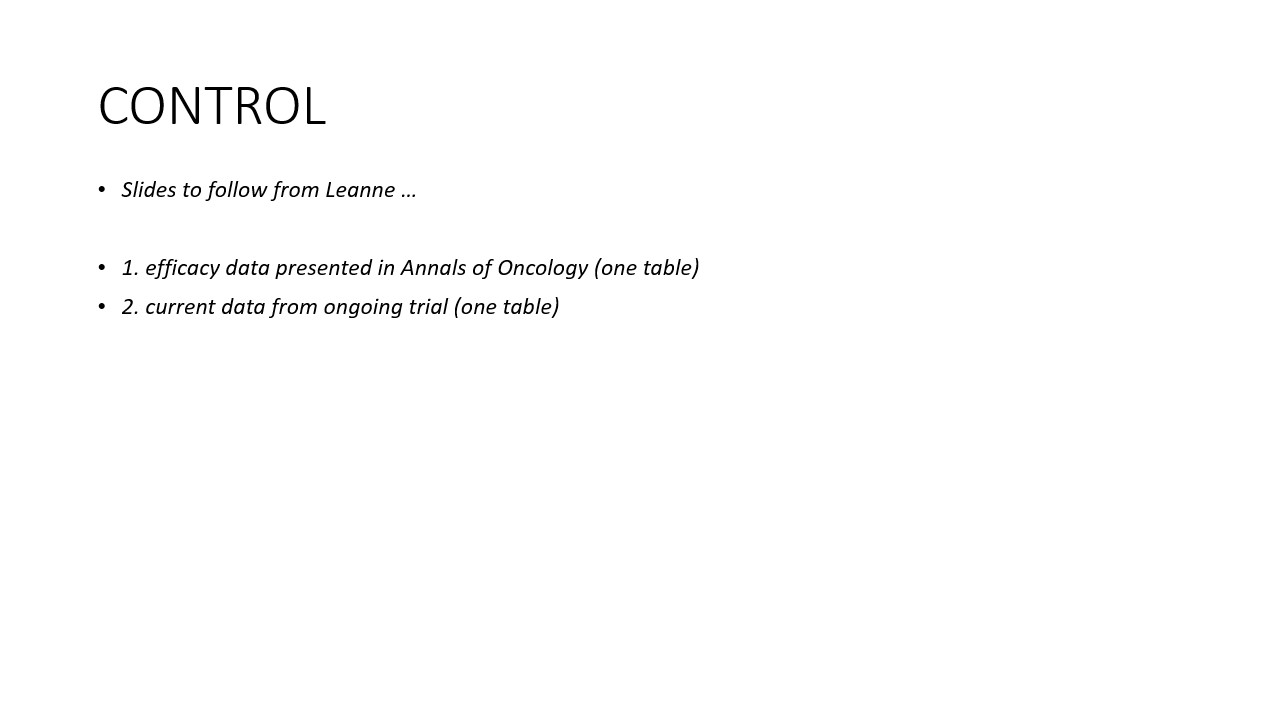 CONTROL
• Slides to follow from Leanne …
• 1. efficacy data presented in Annals of Oncology (one table)
• 2. current data from ongoing trial (one table)